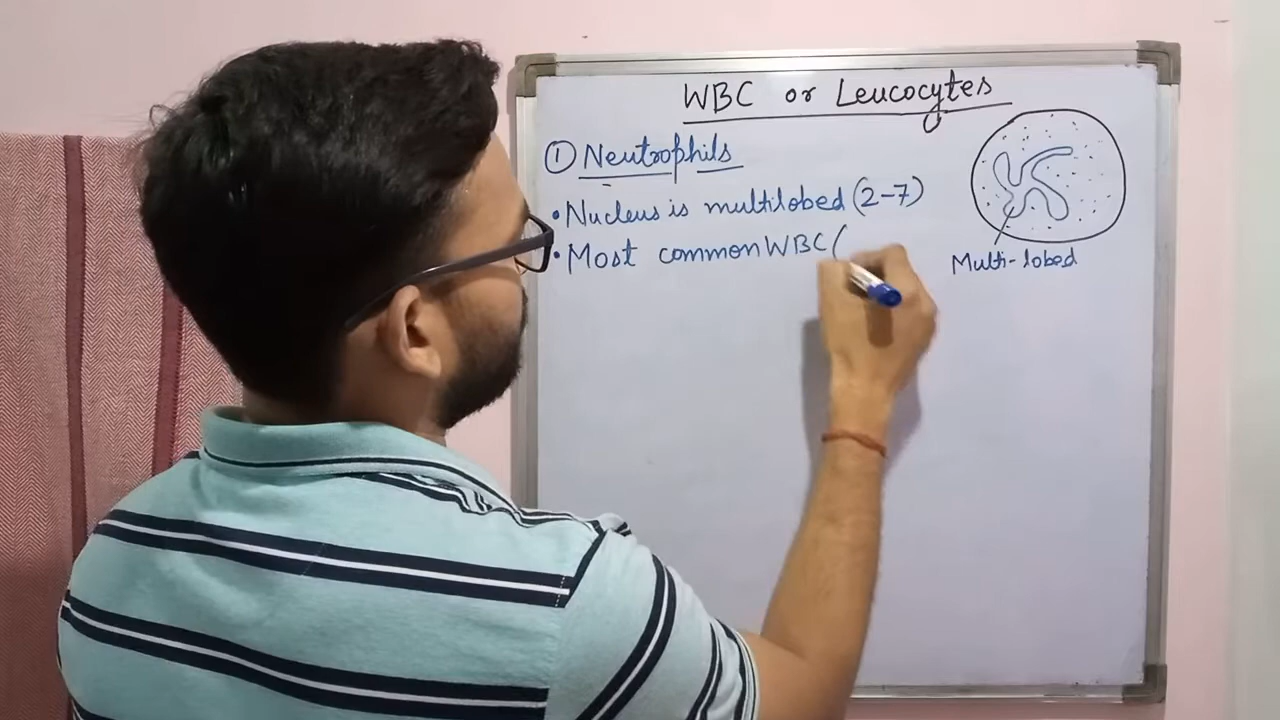 WBC or Leucocytes
① Neutrophils
• Nucleus is multilobed (2-7)
• Most common WBC (
Multi-lobed